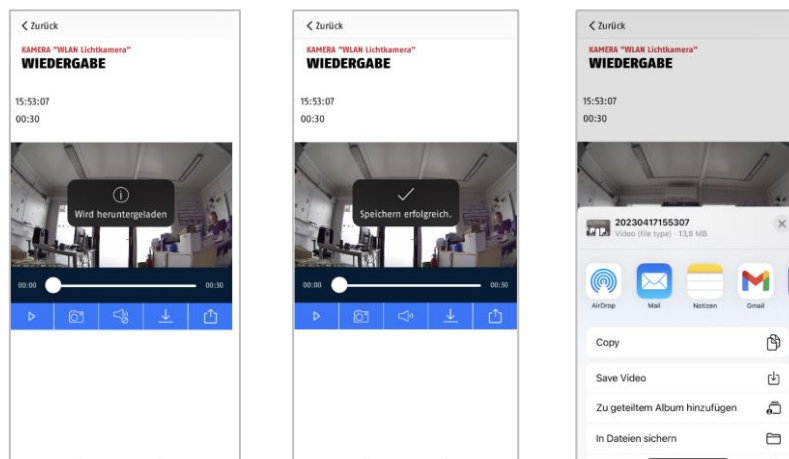 Zurück
KAMERA "WLAN Lichtkamera"
WIEDERGABE
15:53:07
00:30
Wird heruntergeladen
00:00
00:30
Zurück
KAMERA "WLAN Lichtkamera"
WIEDERGABE
15:53:07
00:30
Speichern erfolgreich.
00:00
00:30
Zurück
KAMERA "WLAN Lichtkamera"
WIEDERGABE
15:53:07
00:30
20230417155307
Video (file type) · 13,8 MB
AirDrop
Mail
Notizen
Gmail
Copy
Save Video
Zu geteiltem Album hinzufügen
In Dateien sichern